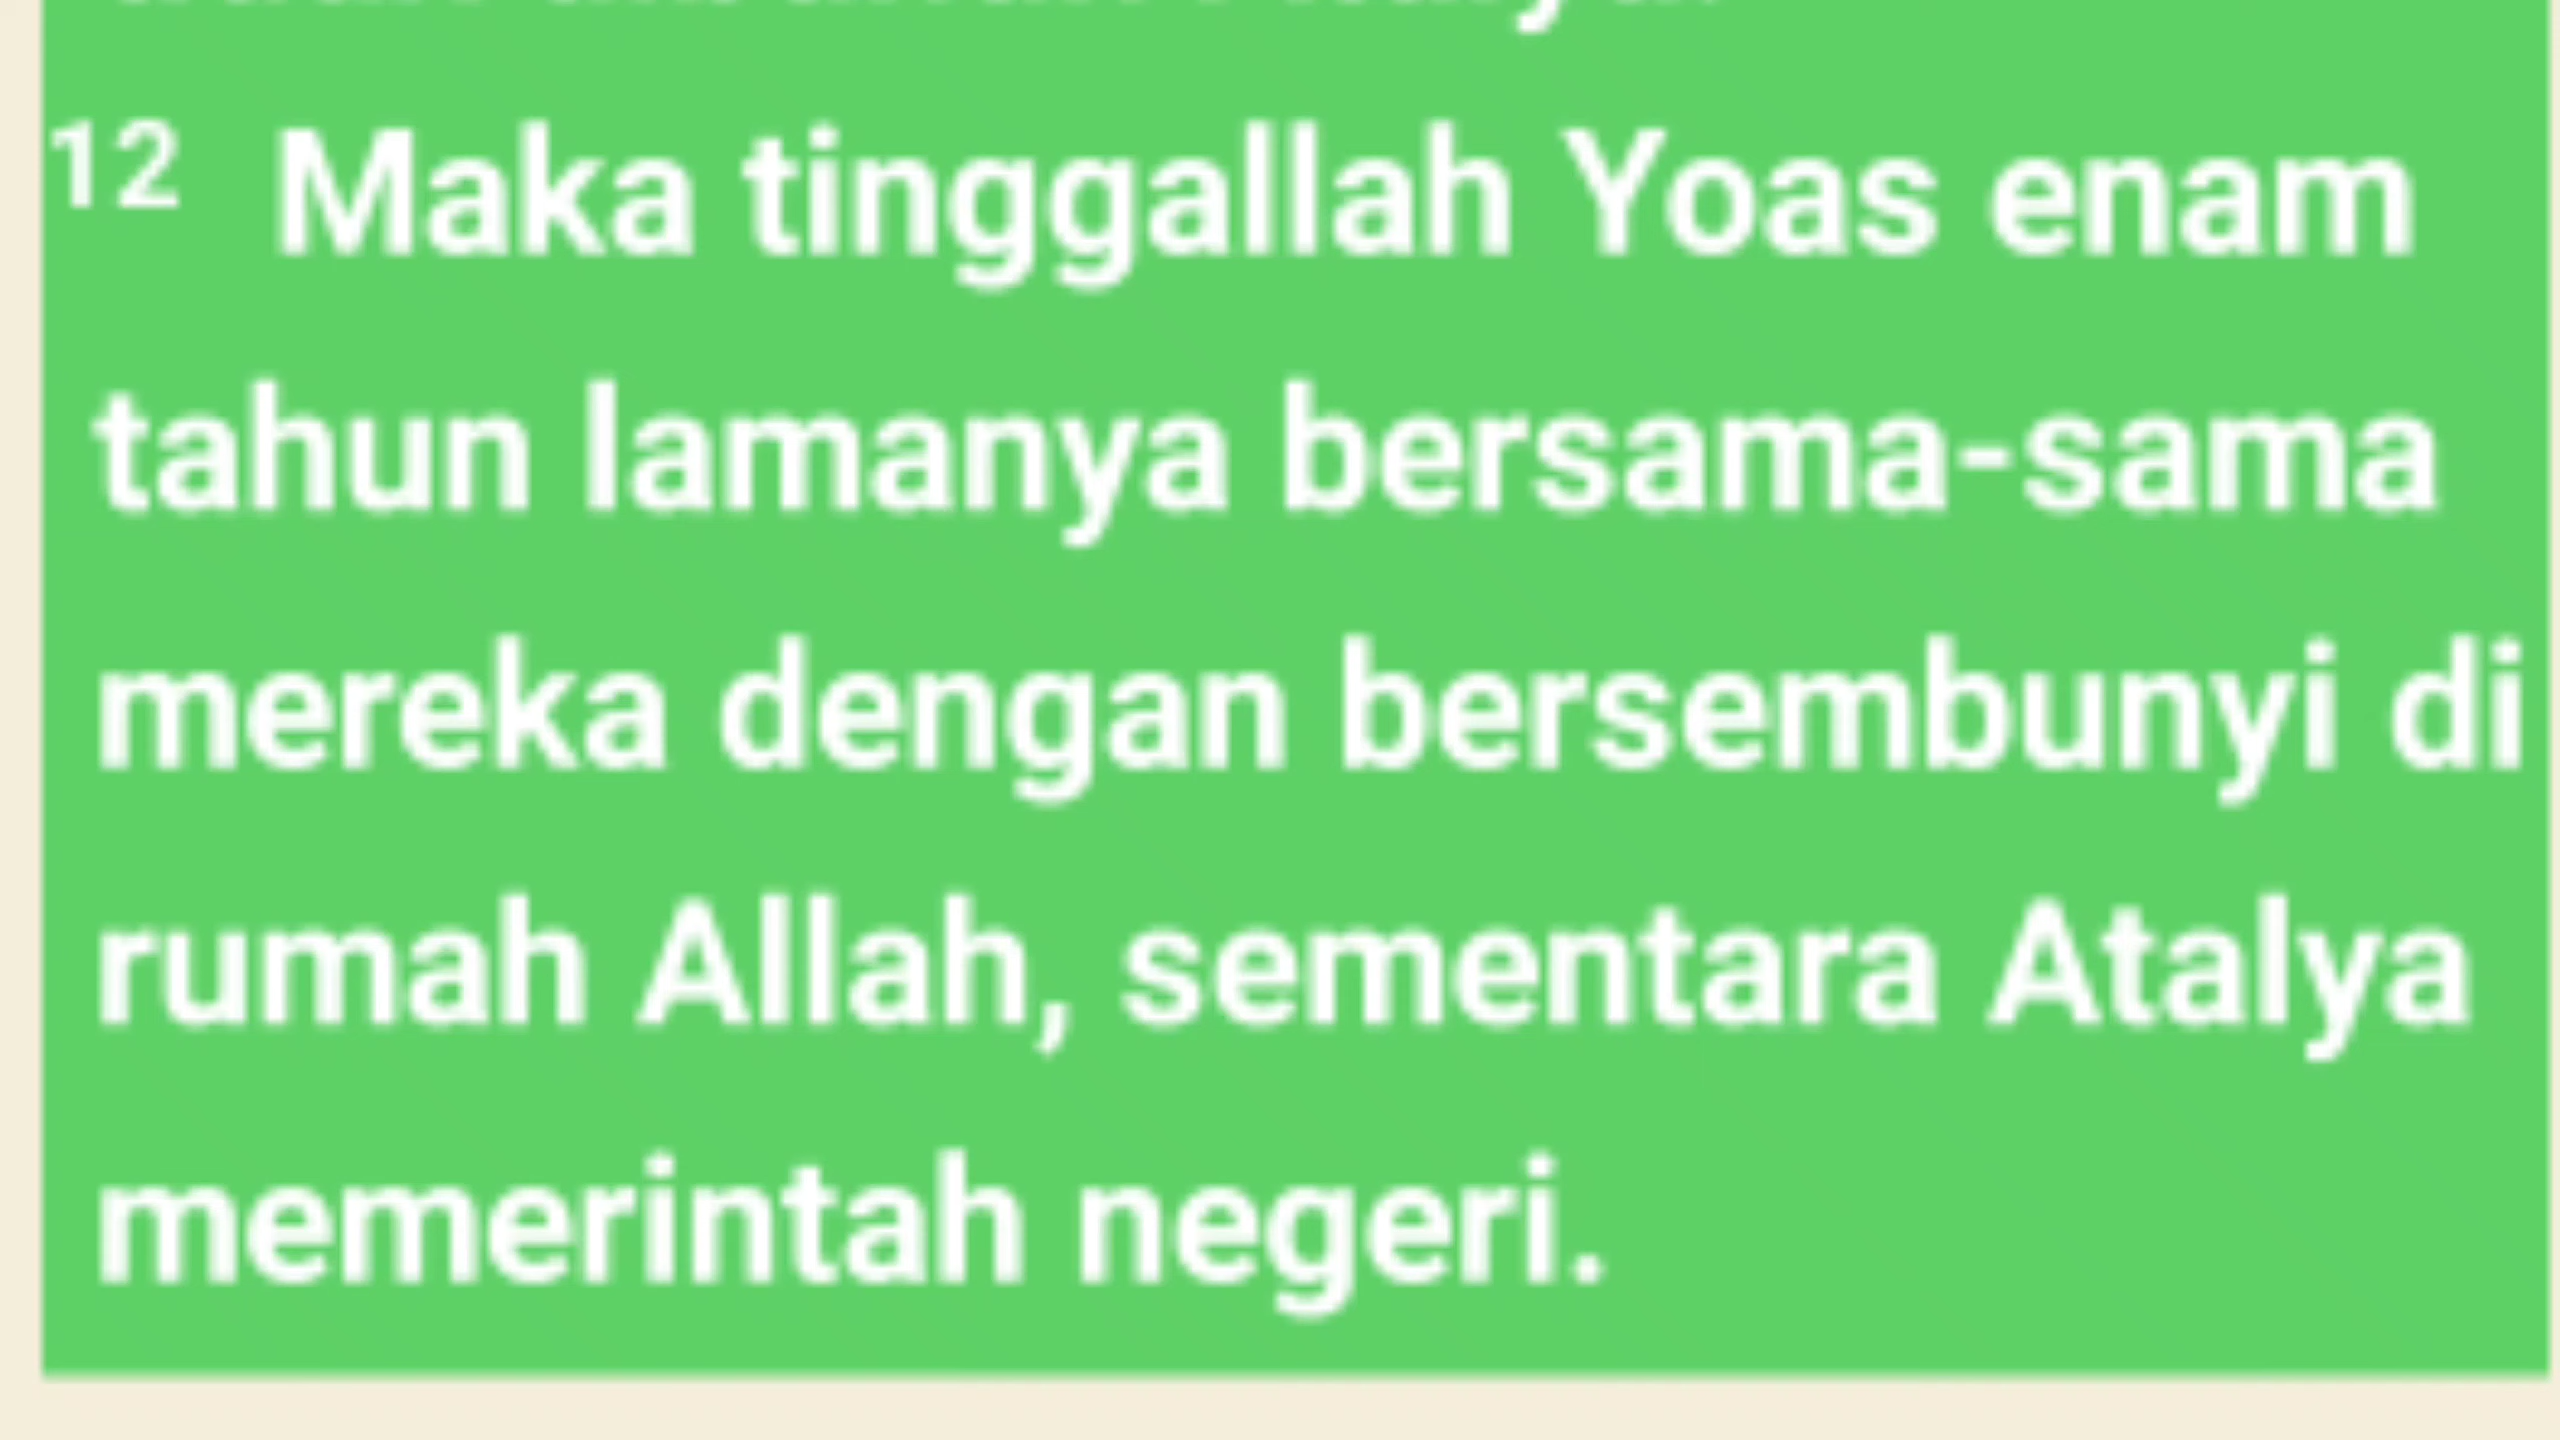 12 Maka tinggallah Yoas enam
tahun lamanya bersama-sama
mereka dengan bersembunyi di
rumah Allah, sementara Atalya
memerintah negeri.